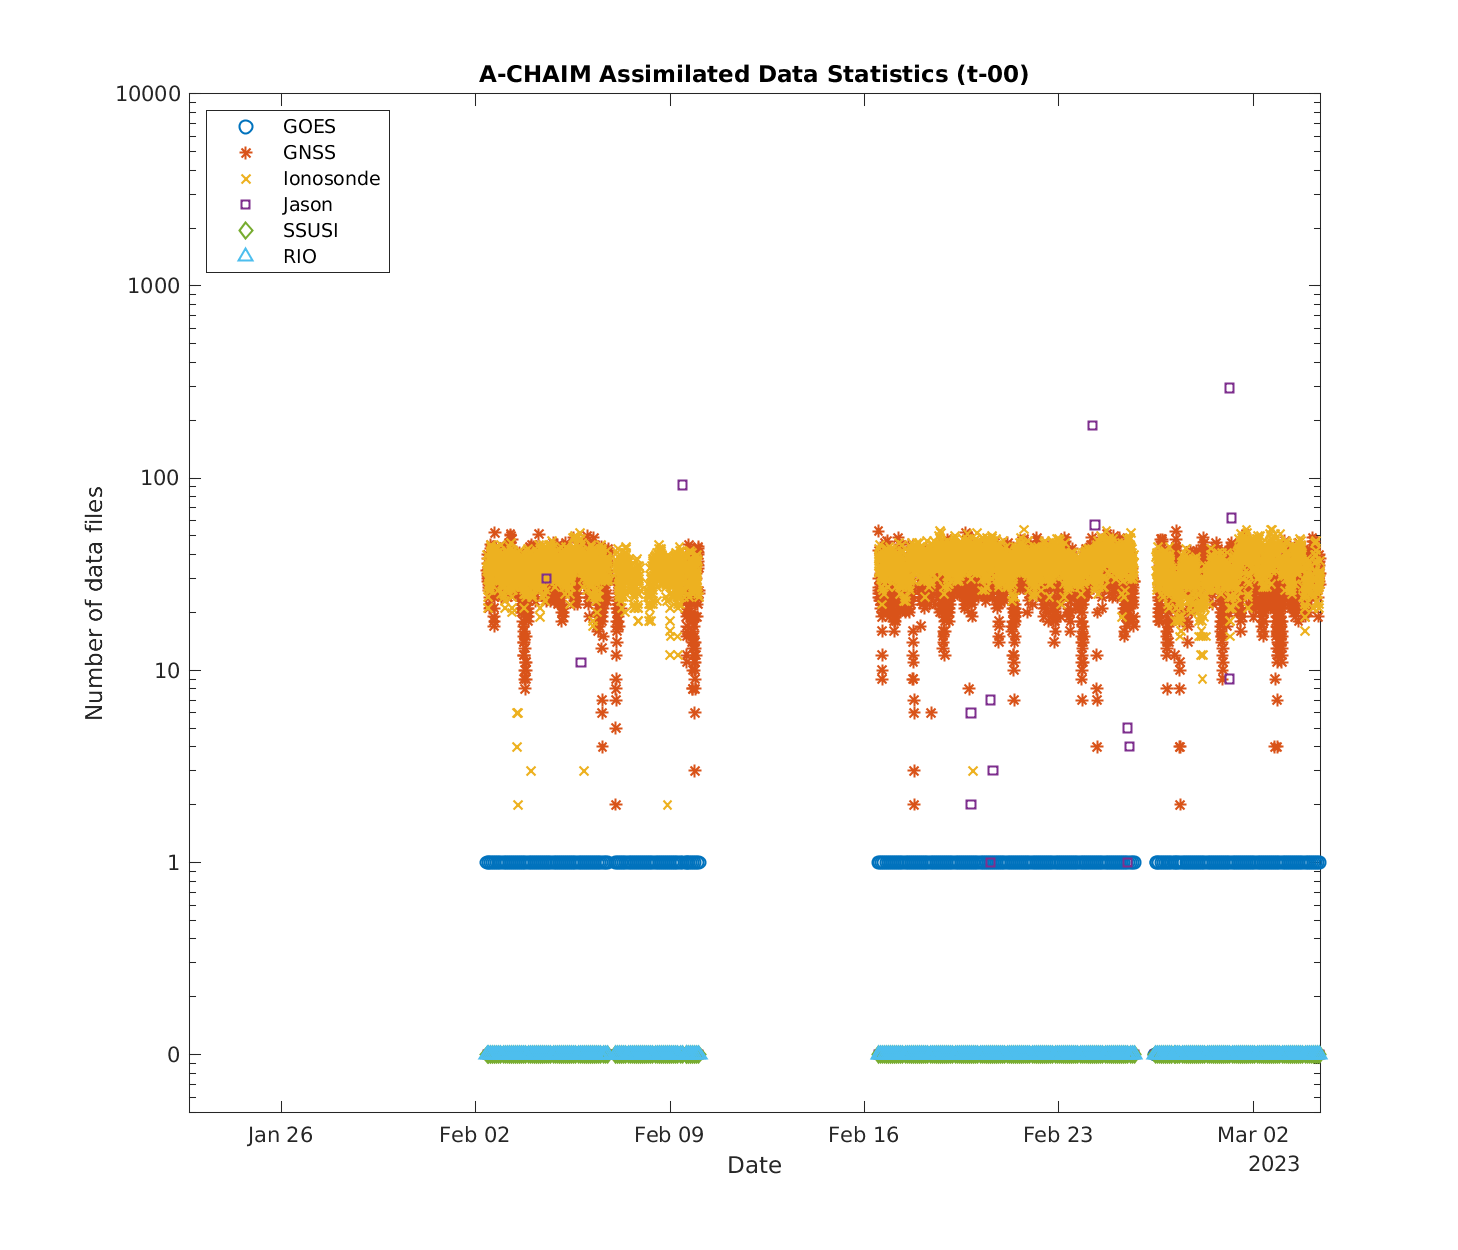 A-CHAIM Assimilated Data Statistics (t-00)
10000
1000
100
10
1
0
Number of data files
GOES
GNSS
Ionosonde
Jason
SSUSI
RIO
Jan 26
Feb 02
Feb 09
Feb 16
Feb 23
Mar 02
2023
Date